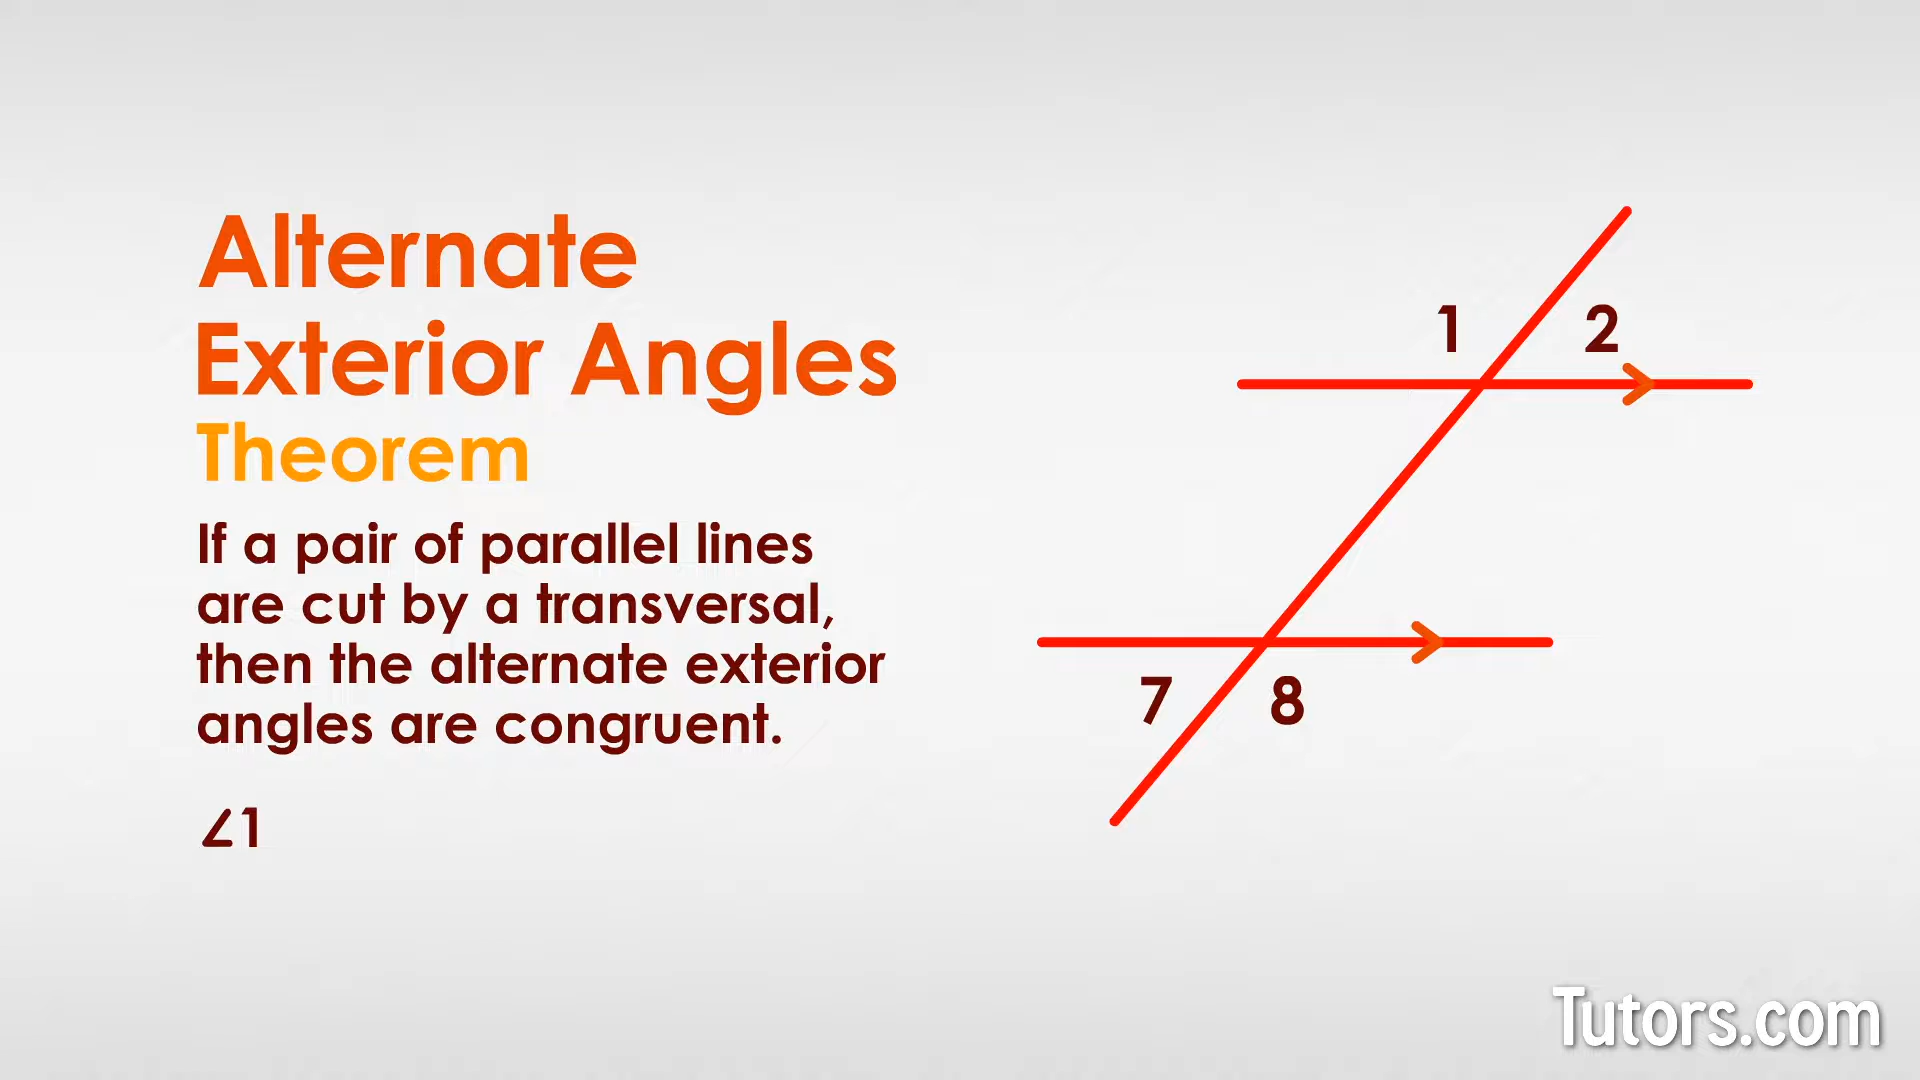 Alternate
Exterior Angles
Theorem
If a pair of parallel lines
are cut by a transversal,
then the alternate exterior
angles are congruent.
∠1
1 2
7 8
Tutors.com